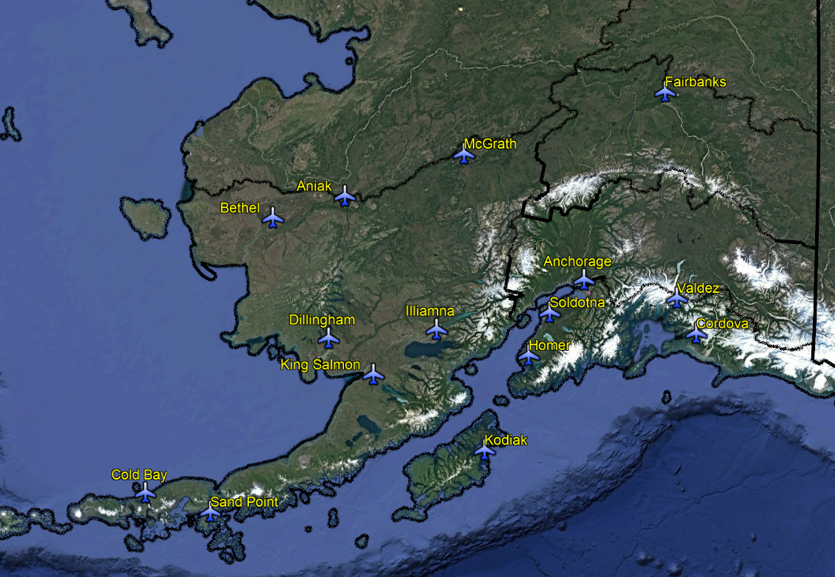 Fairbanks
McGrath
Aniak
Bethel
Anchorage
Valdez
Soldotna
Illiamna
Dillingham
Cordova
Homer
King Salmon
Kodiak
Cold Bay
Sand Point